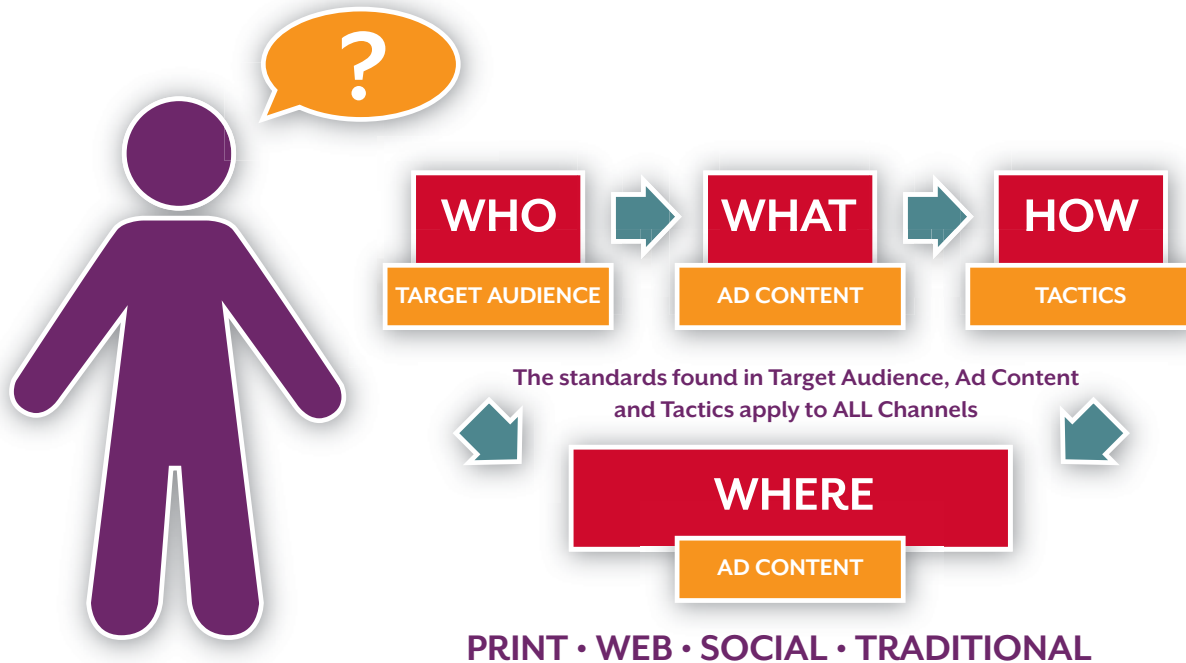 ?
WHO
WHAT
HOW
TARGET AUDIENCE
AD CONTENT
TACTICS
The standards found in Target Audience, Ad Content
and Tactics apply to ALL Channels
WHERE
AD CONTENT
PRINT • WEB • SOCIAL • TRADITIONAL